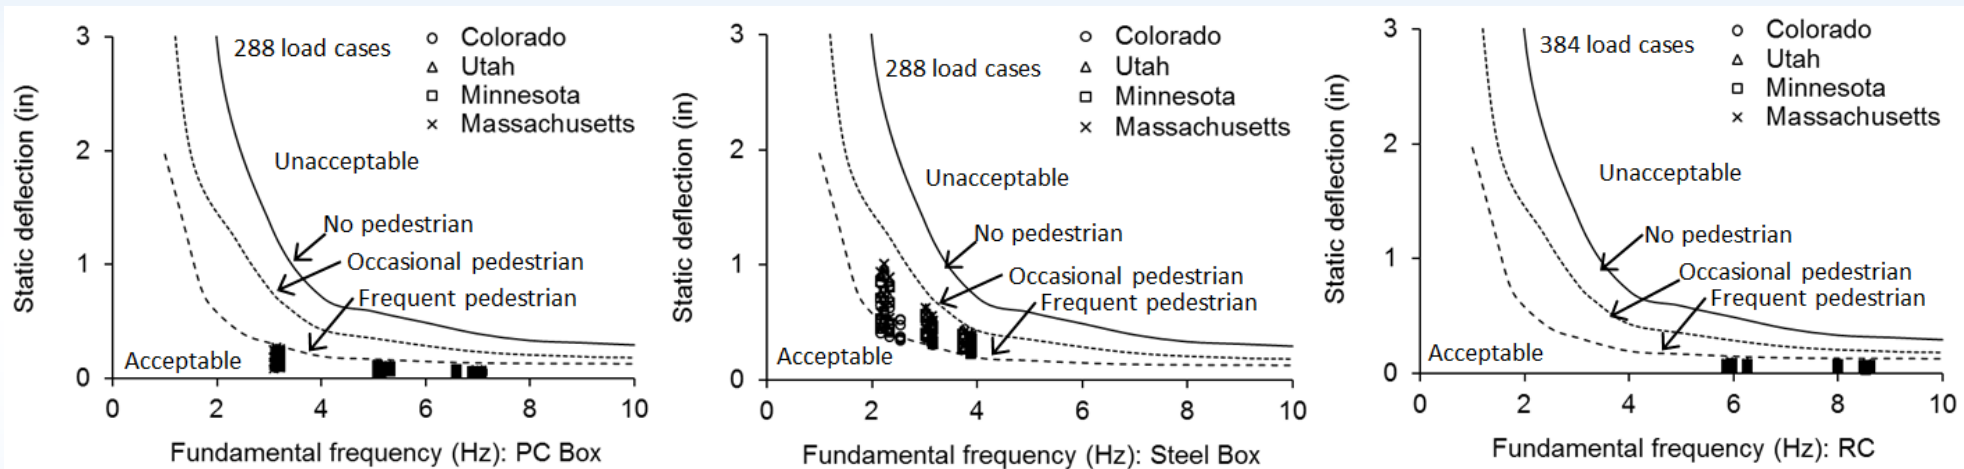 3
288 load cases
Colorado
Utah
Minnesota
Massachusetts
2
Unacceptable
No pedestrian
1
Occasional pedestrian
Frequent pedestrian
Acceptable
0
Static deflection (in)
0 2 4 6 8 10
Fundamental frequency (Hz): PC Box
3
288 load cases
Colorado
Utah
Minnesota
Massachusetts
2
Unacceptable
No pedestrian
1
Occasional pedestrian
Frequent pedestrian
Acceptable
0
Static deflection (in)
0 2 4 6 8 10
Fundamental frequency (Hz): Steel Box
3
384 load cases
Colorado
Utah
Minnesota
Massachusetts
2
Unacceptable
No pedestrian
1
Occasional pedestrian
Frequent pedestrian
Acceptable
0
Static deflection (in)
0 2 4 6 8 10
Fundamental frequency (Hz): RC